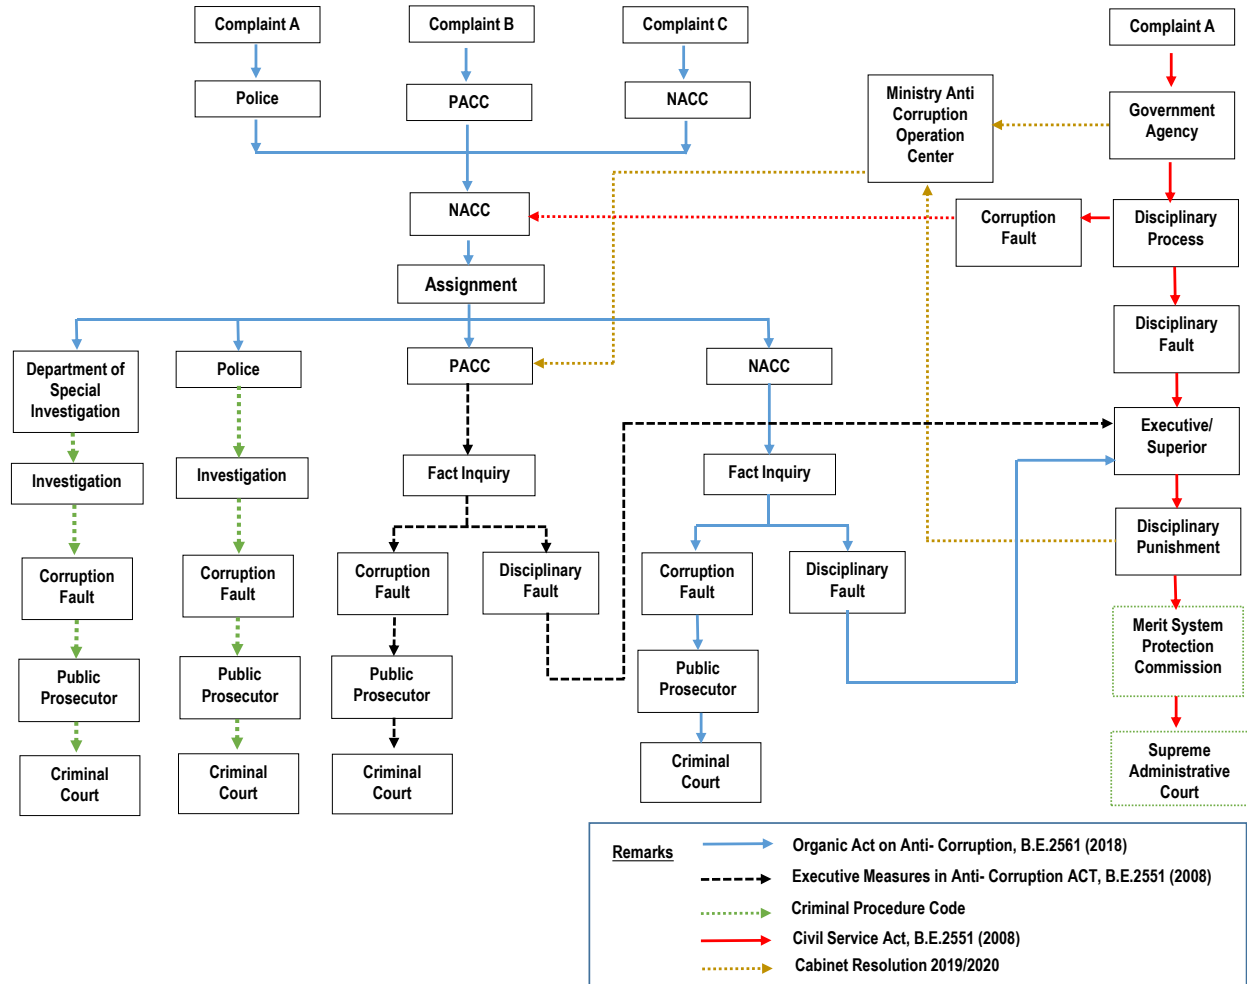 Complaint A
Complaint B
Complaint C
Complaint A
Police
PACC
NACC
Ministry Anti
Corruption
Operation
Center
Government
Agency
NACC
Corruption
Fault
Disciplinary
Process
Assignment
Disciplinary
Fault
Department of
Special
Investigation
Police
PACC
NACC
Executive/
Superior
Investigation
Investigation
Fact Inquiry
Fact Inquiry
Disciplinary
Punishment
Corruption
Fault
Corruption
Fault
Corruption
Fault
Disciplinary
Fault
Corruption
Fault
Disciplinary
Fault
Merit System
Protection
Commission
Public
Prosecutor
Public
Prosecutor
Public
Prosecutor
Public
Prosecutor
Criminal
Court
Criminal
Court
Criminal
Court
Criminal
Court
Supreme
Administrative
Court
Remarks
Organic Act on Anti- Corruption, B.E.2561 (2018)
Executive Measures in Anti- Corruption ACT, B.E.2551 (2008)
Criminal Procedure Code
Civil Service Act, B.E.2551 (2008)
Cabinet Resolution 2019/2020